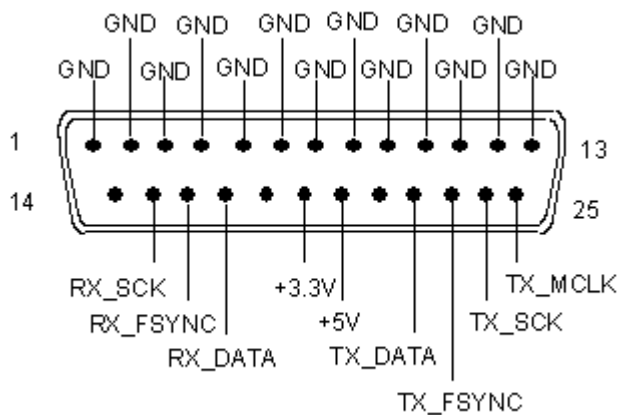 GND GND GND GND GND GND
GND GND GND GND GND GND GND
1 13
14 25
RX_SCK +3.3V TX_MCLK
RX_FSYNC +5V TX_SCK
RX_DATA TX_DATA
TX_FSYNC